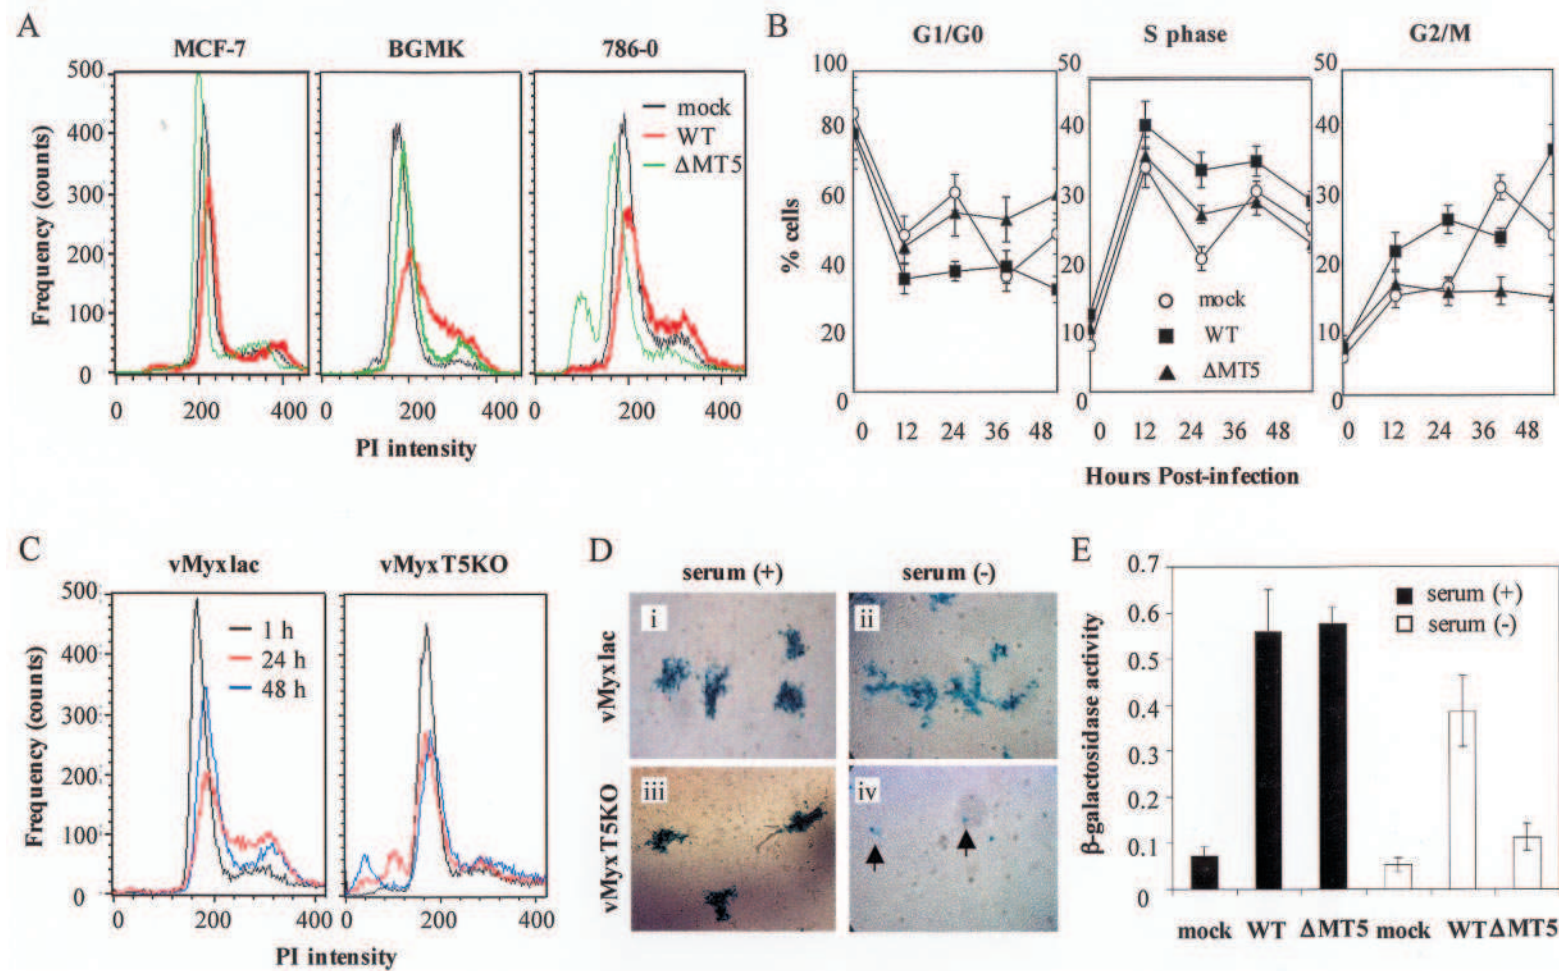 A
MCF-7 BGMK 786-0
Frequency (counts)
500
400
300
200
100
0
mock
WT
ΔMT5
0 200 400 0 200 400 0 200 400
PI intensity
B
G1/G0 S phase G2/M
% cells
100
80
60
40
20
0
50
40
30
20
10
0
50
40
30
20
10
0
mock
WT
ΔMT5
0 12 24 36 48 0 12 24 36 48 0 12 24 36 48
Hours Post-infection
C
vMyxlac vMyxT5KO
Frequency (counts)
500
400
300
200
100
0
1 h
24 h
48 h
0 200 400 0 200 400
PI intensity
D
serum (+) serum (-)
vMyxlac
i ii
vMyxT5KO
iii iv
E
β-galactosidase activity
0.7
0.6
0.5
0.4
0.3
0.2
0.1
0
serum (+)
serum (-)
mock WT ΔMT5 mock WT ΔMT5